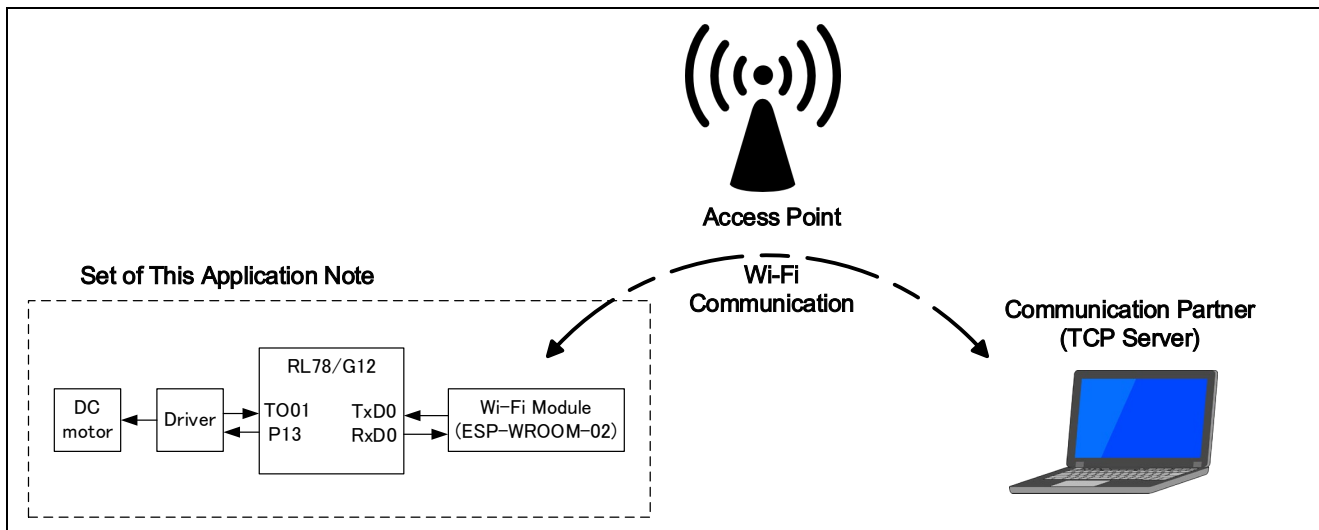 Access Point
Wi-Fi
Communication
Set of This Application Note
Communication Partner
(TCP Server)
RL78/G12
DC
motor
Driver
TO01
P13
TxD0
RxD0
Wi-Fi Module
(ESP-WROOM-02)